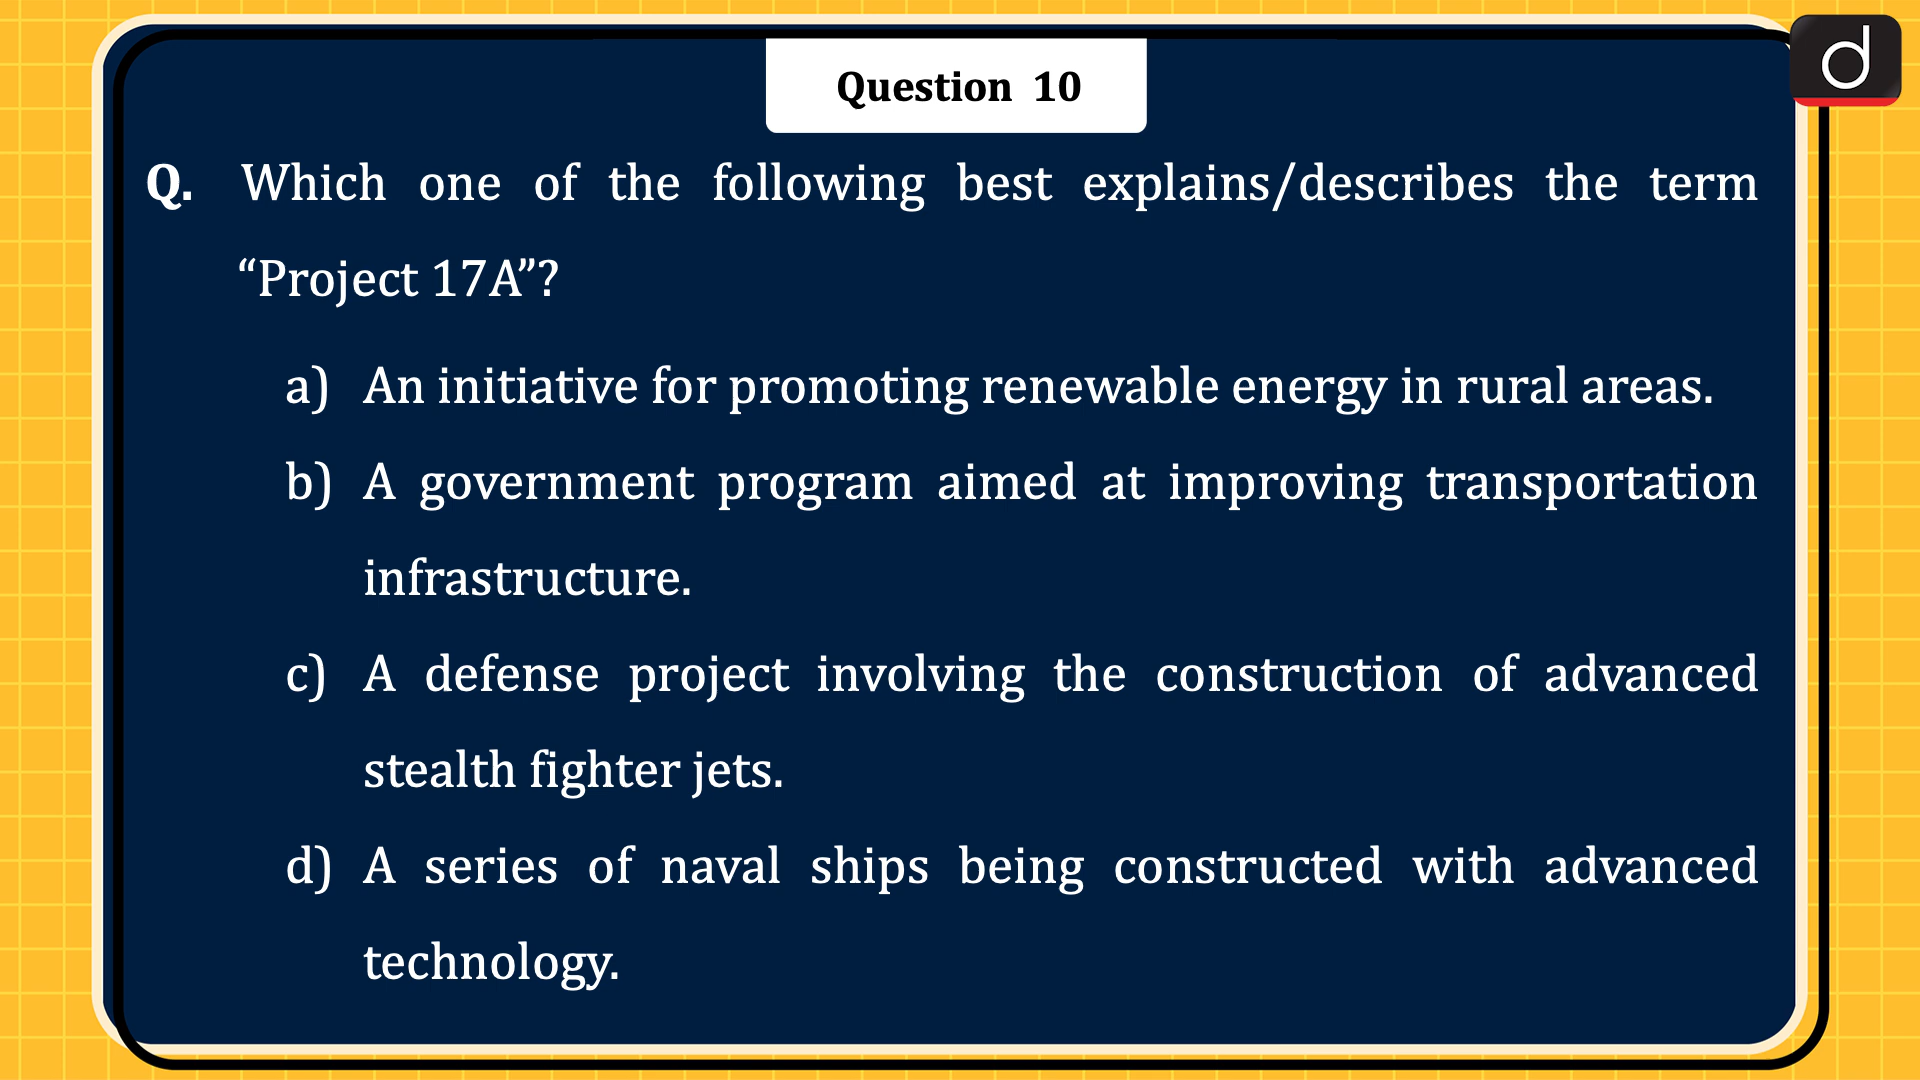 Question 10
Q. Which one of the following best explains/describes the term
“Project 17A”?
a) An initiative for promoting renewable energy in rural areas.
b) A government program aimed at improving transportation
infrastructure.
c) A defense project involving the construction of advanced
stealth fighter jets.
d) A series of naval ships being constructed with advanced
technology.
d